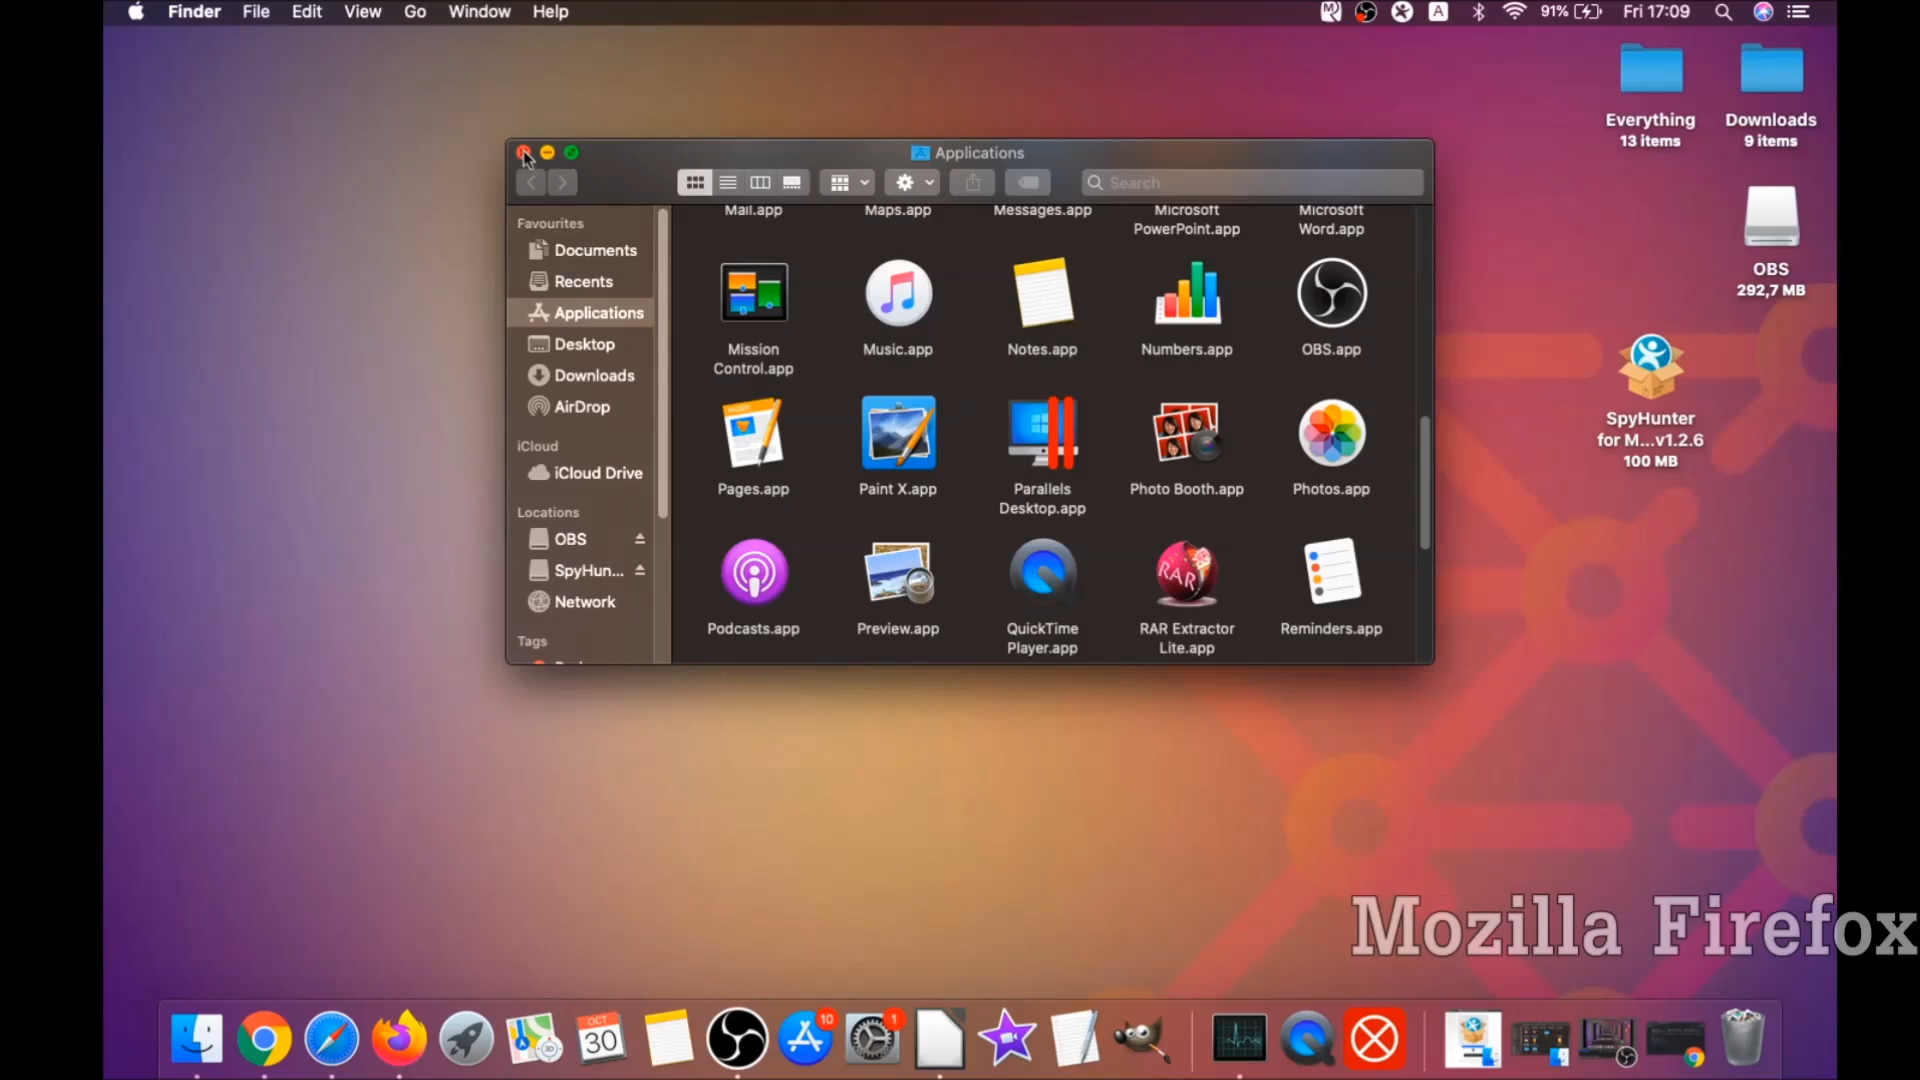 Finder File Edit View Go Window Help
A 91% Fri 17:09
Everything
13 items
Downloads
9 items
OBS
292,7 MB
SpyHunter
for M...v1.2.6
100 MB
Applications
Search
Favourites
Documents
Recents
Applications
Desktop
Downloads
AirDrop
iCloud
iCloud Drive
Locations
OBS
SpyHun...
Network
Tags
Mail.app Maps.app Messages.app Microsoft PowerPoint.app Microsoft Word.app
Mission Control.app Music.app Notes.app Numbers.app OBS.app
Pages.app Paint X.app Parallels Desktop.app Photo Booth.app Photos.app
RAR
Podcasts.app Preview.app QuickTime Player.app RAR Extractor Lite.app Reminders.app
Mozilla Firefox
OCT
30
10
1